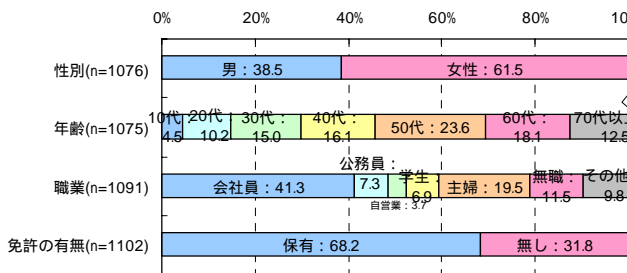 0% 20% 40% 60% 80% 10
性別(n=1076) 男：38.5 女性：61.5
年齢(n=1075) 10代： 4.5 20代： 10.2 30代： 15.0 40代： 16.1 50代：23.6 60代： 18.1 70代以 12.5
職業(n=1091) 会社員：41.3 公務員： 7.3 自営業：3.7 学生： 6.9 主婦：19.5 無職： 11.5 その他 9.8
免許の有無(n=1102) 保有：68.2 無し：31.8